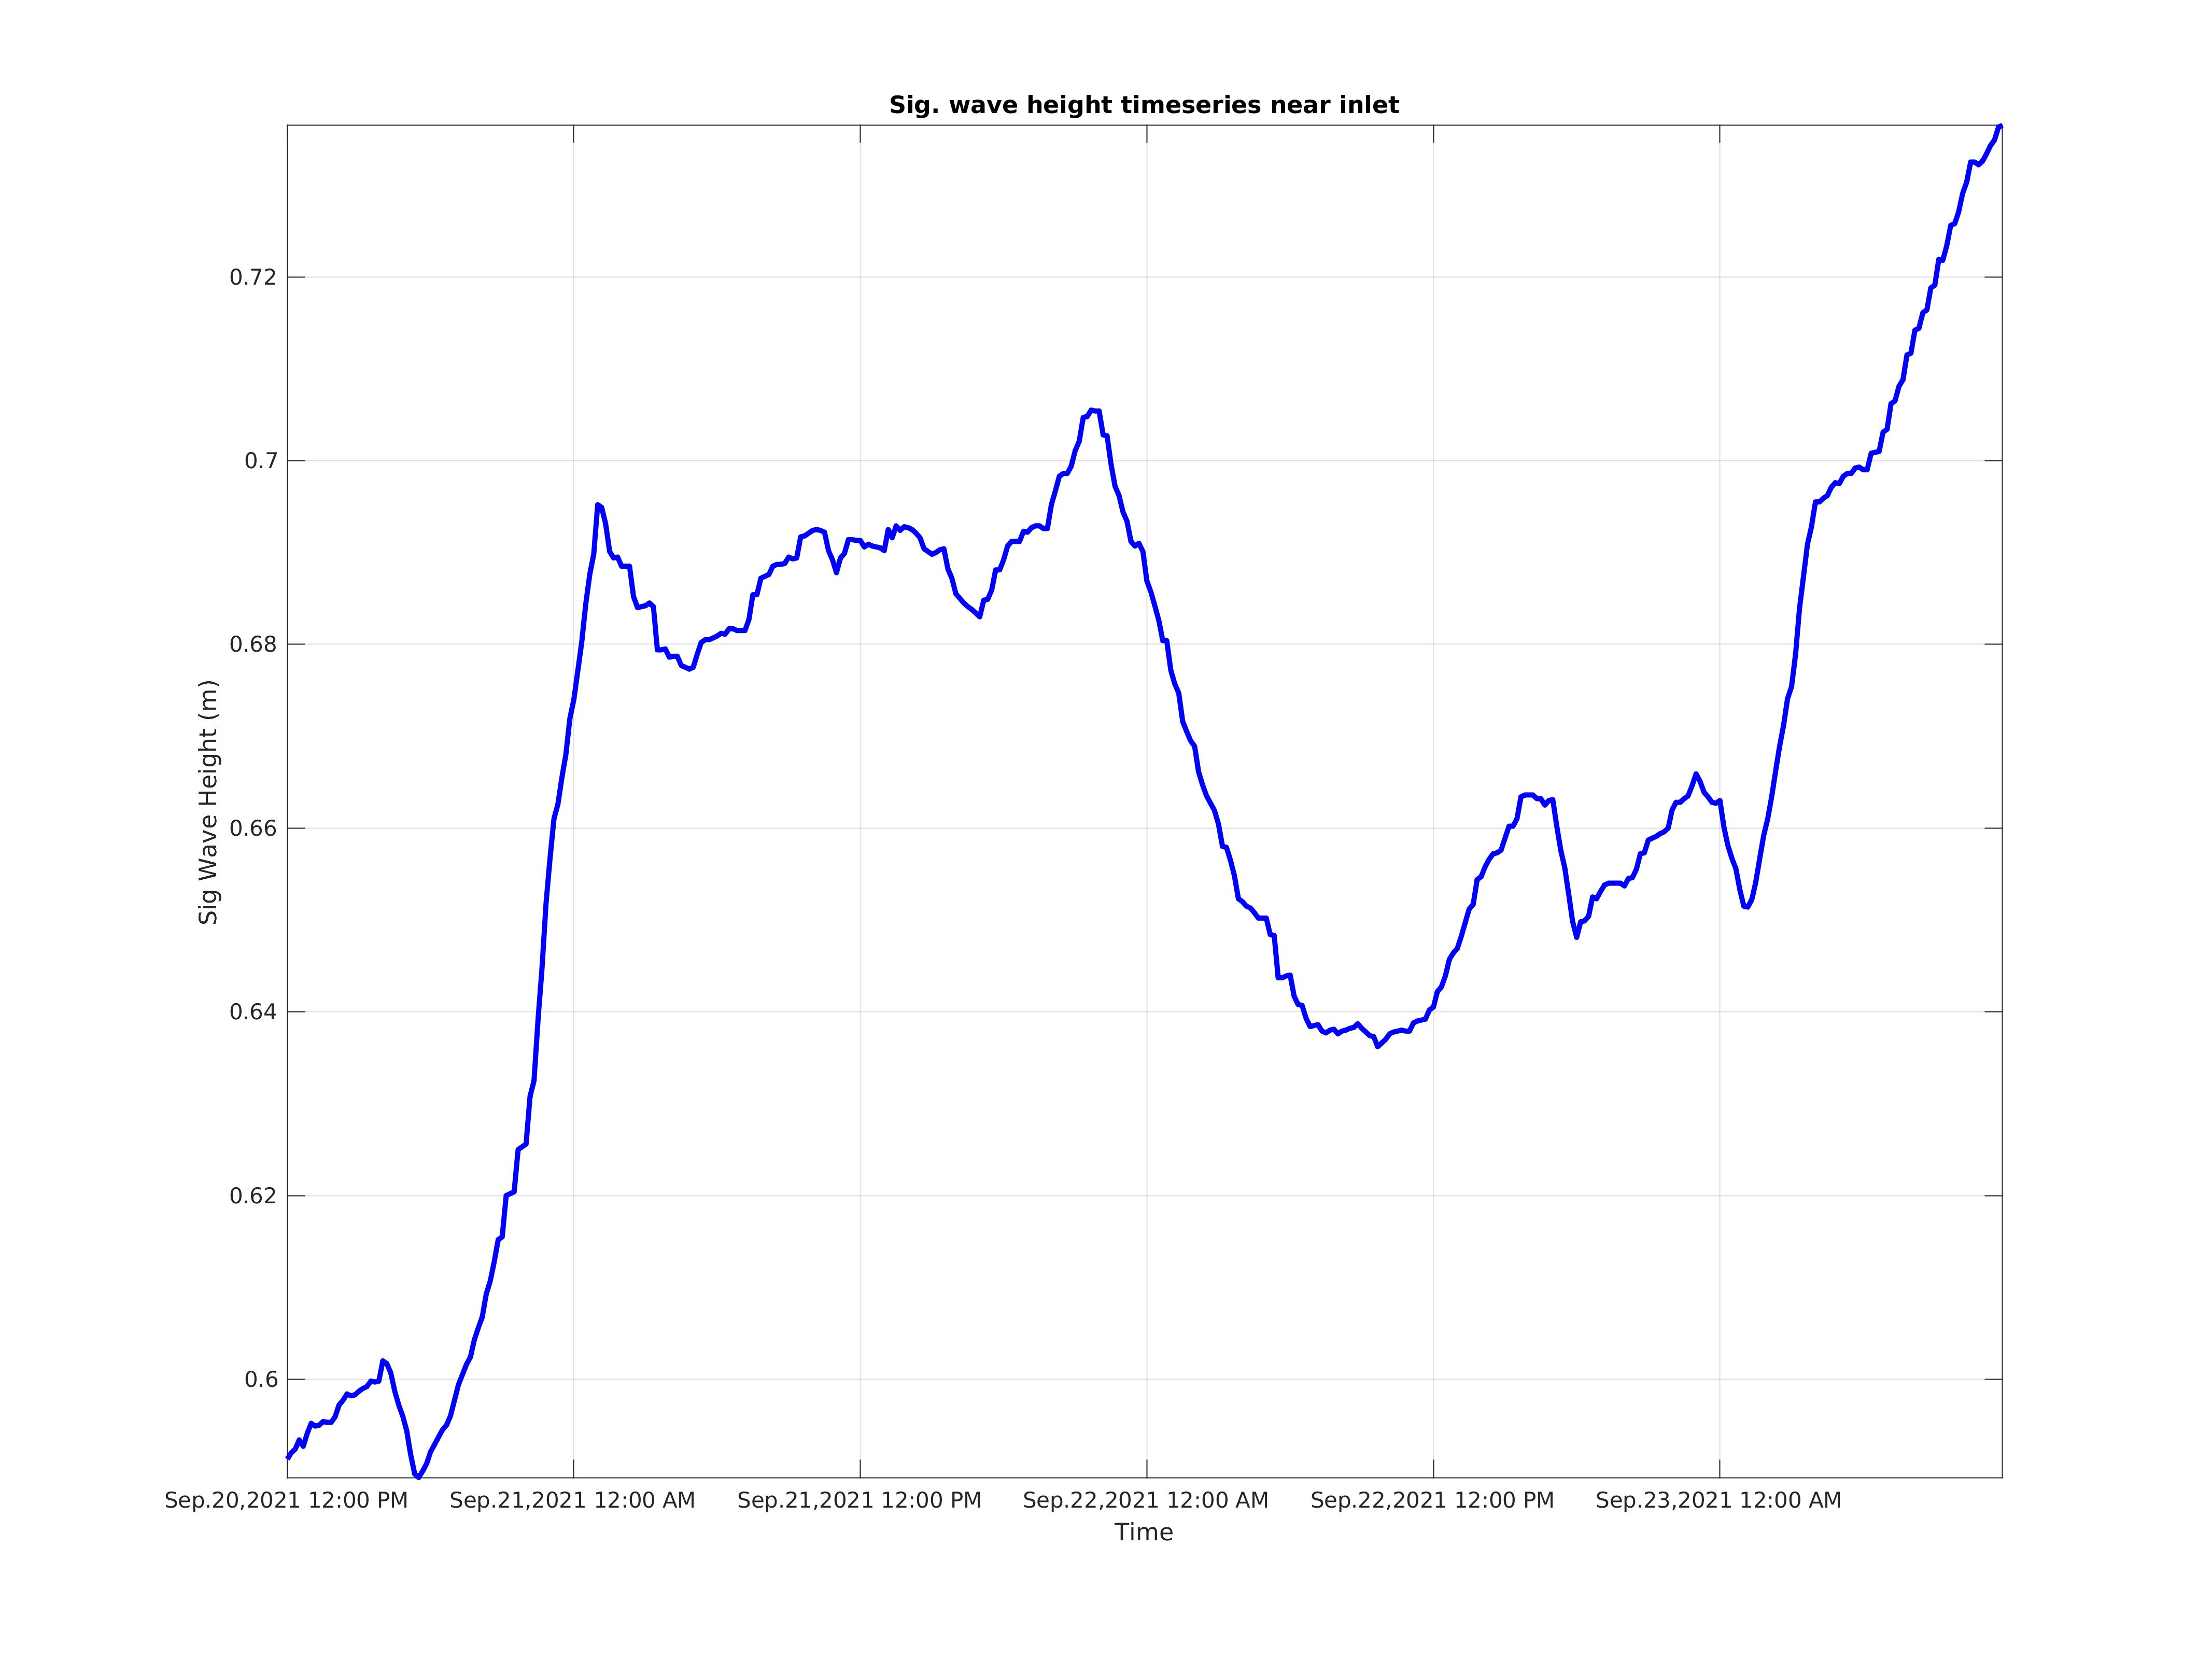 Sig. wave height timeseries near inlet
0.72
0.7
0.68
0.66
0.64
0.62
0.6
Sig Wave Height (m)
Sep.20,2021 12:00 PM Sep.21,2021 12:00 AM Sep.21,2021 12:00 PM Sep.22,2021 12:00 AM Sep.22,2021 12:00 PM Sep.23,2021 12:00 AM
Time